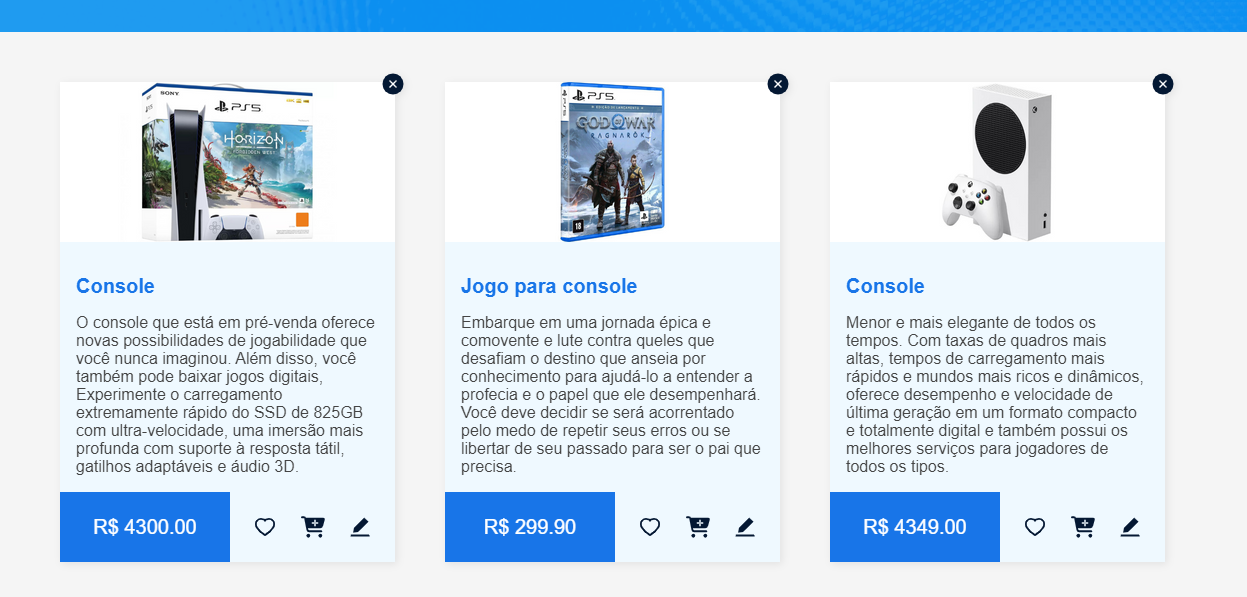 SONY
PS5
HORIZON
FORBIDDEN WEST
Console
O console que está em pré-venda oferece
novas possibilidades de jogabilidade que
você nunca imaginou. Além disso, você
também pode baixar jogos digitais,
Experimente o carregamento
extremamente rápido do SSD de 825GB
com ultra-velocidade, uma imersão mais
profunda com suporte à resposta tátil,
gatilhos adaptáveis e áudio 3D.
R$ 4300.00
PS5
EDIÇÃO DE LANÇAMENTO
GOD OF WAR
RAGNARÖK
18
Jogo para console
Embarque em uma jornada épica e
comovente e lute contra queles que
desafiam o destino que anseia por
conhecimento para ajudá-lo a entender a
profecia e o papel que ele desempenhará.
Você deve decidir se será acorrentado
pelo medo de repetir seus erros ou se
libertar de seu passado para ser o pai que
precisa.
R$ 299.90
Console
Menor e mais elegante de todos os
tempos. Com taxas de quadros mais
altas, tempos de carregamento mais
rápidos e mundos mais ricos e dinâmicos,
oferece desempenho e velocidade de
última geração em um formato compacto
e totalmente digital e também possui os
melhores serviços para jogadores de
todos os tipos.
R$ 4349.00